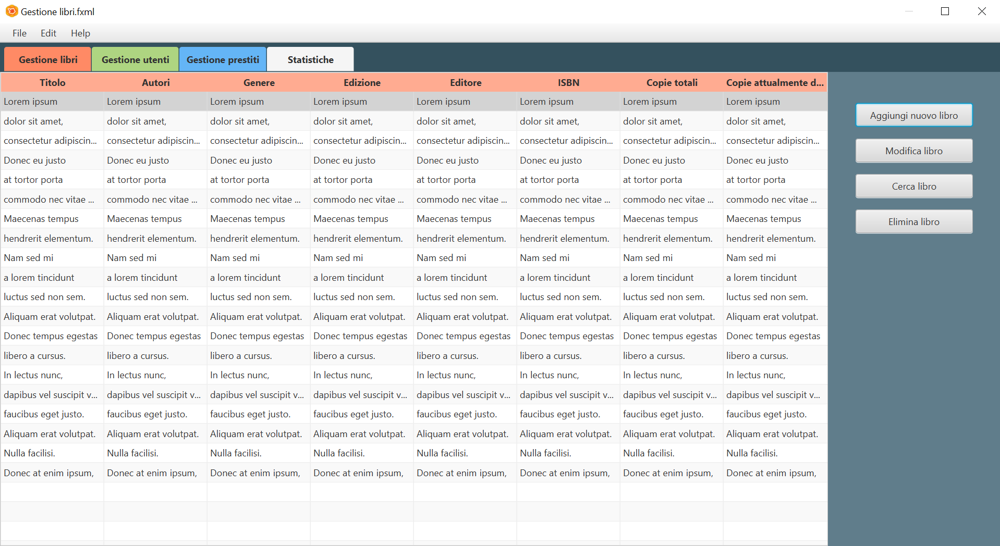 Gestione libri.fxml
File Edit Help
Gestione libri Gestione utenti Gestione prestiti Statistiche
Titolo Autori Genere Edizione Editore ISBN Copie totali Copie attualmente d...
Lorem ipsum Lorem ipsum Lorem ipsum Lorem ipsum Lorem ipsum Lorem ipsum Lorem ipsum Lorem ipsum
Aggiungi nuovo libro
dolor sit amet, dolor sit amet, dolor sit amet, dolor sit amet, dolor sit amet, dolor sit amet, dolor sit amet, dolor sit amet,
consectetur adipiscin... consectetur adipiscin... consectetur adipiscin... consectetur adipiscin... consectetur adipiscin... consectetur adipiscin... consectetur adipiscin... consectetur adipiscin...
Modifica libro
Donec eu justo Donec eu justo Donec eu justo Donec eu justo Donec eu justo Donec eu justo Donec eu justo Donec eu justo
at tortor porta at tortor porta at tortor porta at tortor porta at tortor porta at tortor porta at tortor porta at tortor porta
Cerca libro
commodo nec vitae ... commodo nec vitae ... commodo nec vitae ... commodo nec vitae ... commodo nec vitae ... commodo nec vitae ... commodo nec vitae ... commodo nec vitae ...
Maecenas tempus Maecenas tempus Maecenas tempus Maecenas tempus Maecenas tempus Maecenas tempus Maecenas tempus Maecenas tempus
Elimina libro
hendrerit elementum. hendrerit elementum. hendrerit elementum. hendrerit elementum. hendrerit elementum. hendrerit elementum. hendrerit elementum. hendrerit elementum.
Nam sed mi Nam sed mi Nam sed mi Nam sed mi Nam sed mi Nam sed mi Nam sed mi Nam sed mi
a lorem tincidunt a lorem tincidunt a lorem tincidunt a lorem tincidunt a lorem tincidunt a lorem tincidunt a lorem tincidunt a lorem tincidunt
luctus sed non sem. luctus sed non sem. luctus sed non sem. luctus sed non sem. luctus sed non sem. luctus sed non sem. luctus sed non sem. luctus sed non sem.
Aliquam erat volutpat. Aliquam erat volutpat. Aliquam erat volutpat. Aliquam erat volutpat. Aliquam erat volutpat. Aliquam erat volutpat. Aliquam erat volutpat. Aliquam erat volutpat.
Donec tempus egestas Donec tempus egestas Donec tempus egestas Donec tempus egestas Donec tempus egestas Donec tempus egestas Donec tempus egestas Donec tempus egestas
libero a cursus. libero a cursus. libero a cursus. libero a cursus. libero a cursus. libero a cursus. libero a cursus. libero a cursus.
In lectus nunc, In lectus nunc, In lectus nunc, In lectus nunc, In lectus nunc, In lectus nunc, In lectus nunc, In lectus nunc,
dapibus vel suscipit v... dapibus vel suscipit v... dapibus vel suscipit v... dapibus vel suscipit v... dapibus vel suscipit v... dapibus vel suscipit v... dapibus vel suscipit v... dapibus vel suscipit v...
faucibus eget justo. faucibus eget justo. faucibus eget justo. faucibus eget justo. faucibus eget justo. faucibus eget justo. faucibus eget justo. faucibus eget justo.
Aliquam erat volutpat. Aliquam erat volutpat. Aliquam erat volutpat. Aliquam erat volutpat. Aliquam erat volutpat. Aliquam erat volutpat. Aliquam erat volutpat. Aliquam erat volutpat.
Nulla facilisi. Nulla facilisi. Nulla facilisi. Nulla facilisi. Nulla facilisi. Nulla facilisi. Nulla facilisi. Nulla facilisi.
Donec at enim ipsum, Donec at enim ipsum, Donec at enim ipsum, Donec at enim ipsum, Donec at enim ipsum, Donec at enim ipsum, Donec at enim ipsum, Donec at enim ipsum,